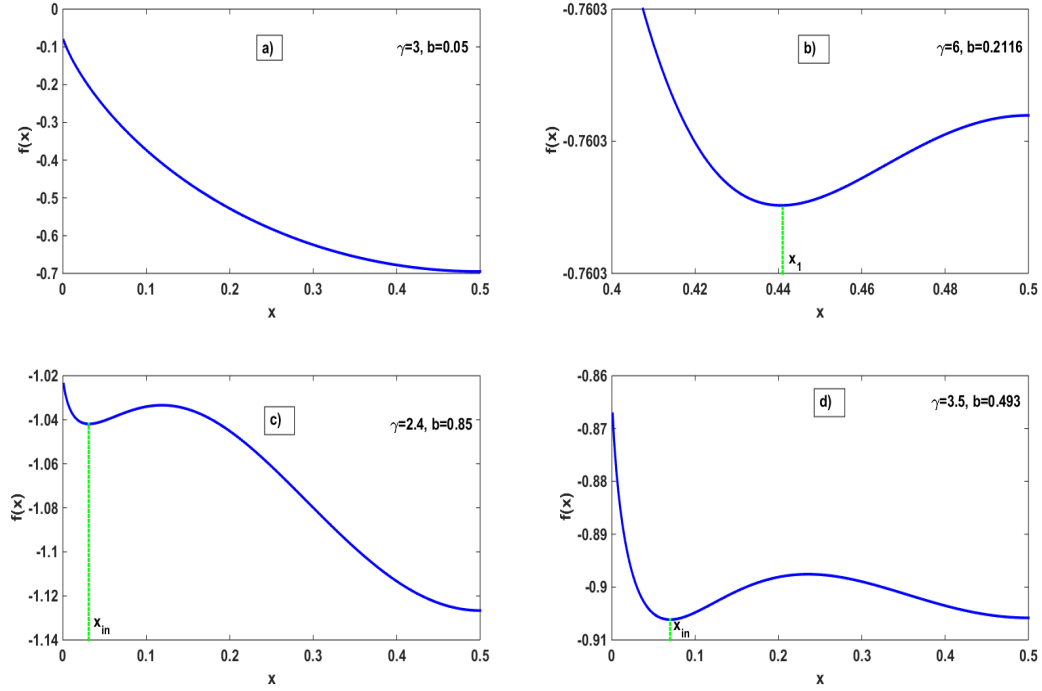 a)
γ=3, b=0.05
f(x)
0
-0.1
-0.2
-0.3
-0.4
-0.5
-0.6
-0.7
0 0.1 0.2 0.3 0.4 0.5
x
b)
γ=6, b=0.2116
f(x)
-0.7603
-0.7603
-0.7603
x1
0.4 0.42 0.44 0.46 0.48 0.5
x
c)
γ=2.4, b=0.85
f(x)
-1.02
-1.04
-1.06
-1.08
-1.1
-1.12
-1.14
xin
0 0.1 0.2 0.3 0.4 0.5
x
d)
γ=3.5, b=0.493
f(x)
-0.86
-0.87
-0.88
-0.89
-0.9
-0.91
xin
0 0.1 0.2 0.3 0.4 0.5
x